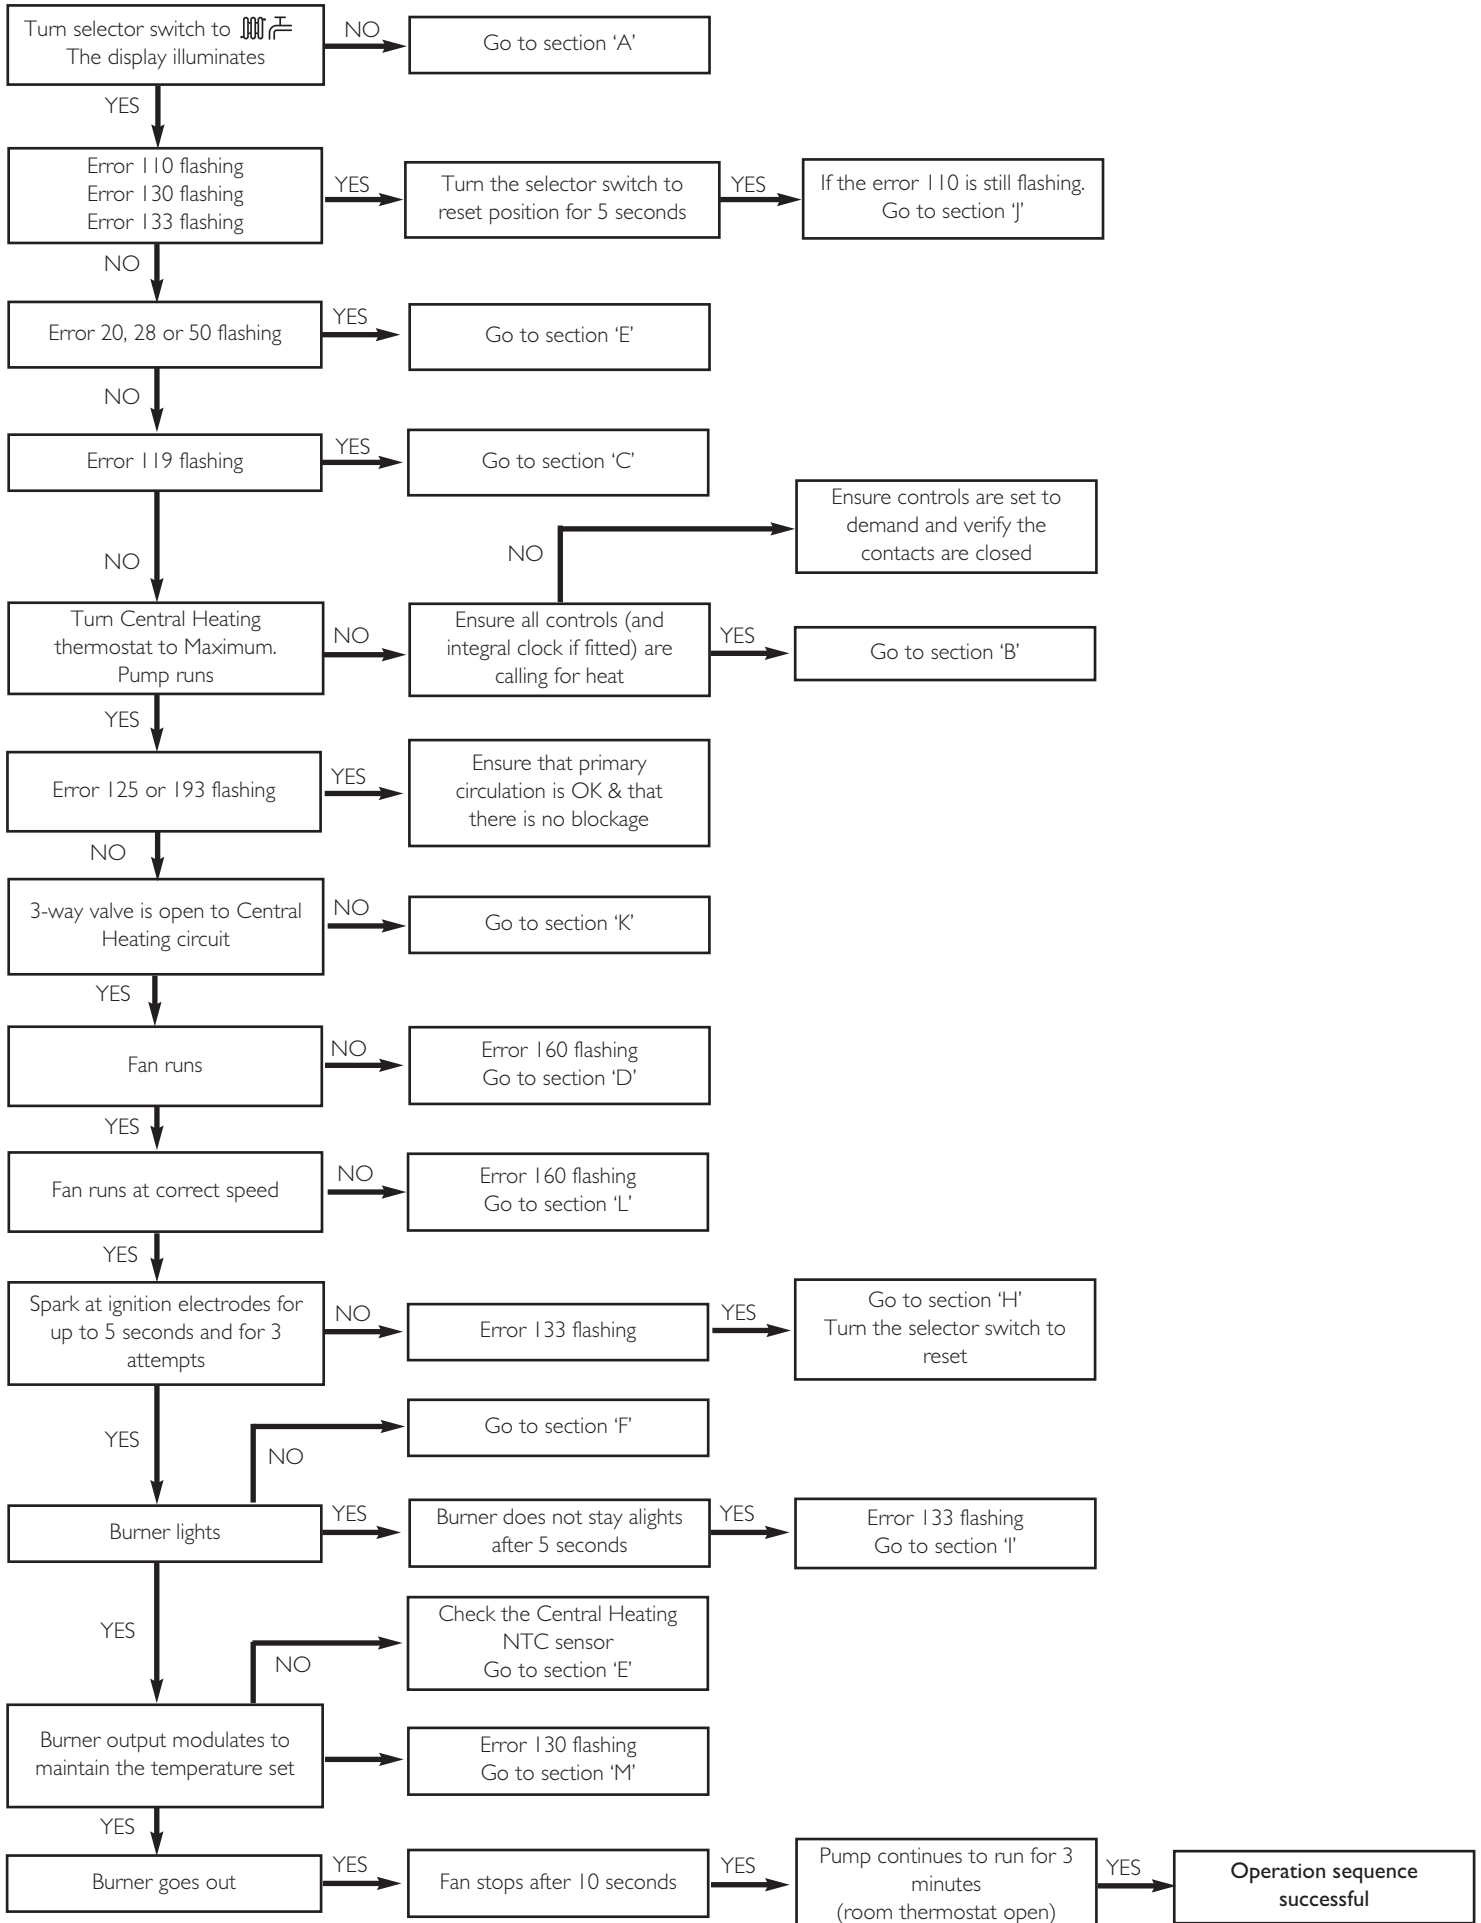 Turn selector switch to
The display illuminates
NO
Go to section ‘A’
YES
Error 110 flashing
Error 130 flashing
Error 133 flashing
YES
Turn the selector switch to
reset position for 5 seconds
YES
If the error 110 is still flashing.
Go to section ‘J’
NO
Error 20, 28 or 50 flashing
YES
Go to section ‘E’
NO
Error 119 flashing
YES
Go to section ‘C’
NO
Turn Central Heating
thermostat to Maximum.
Pump runs
NO
Ensure all controls (and
integral clock if fitted) are
calling for heat
NO
Ensure controls are set to
demand and verify the
contacts are closed
YES
Go to section ‘B’
YES
Error 125 or 193 flashing
YES
Ensure that primary
circulation is OK & that
there is no blockage
NO
3-way valve is open to Central
Heating circuit
NO
Go to section ‘K’
YES
Fan runs
NO
Error 160 flashing
Go to section ‘D’
YES
Fan runs at correct speed
NO
Error 160 flashing
Go to section ‘L’
YES
Spark at ignition electrodes for
up to 5 seconds and for 3
attempts
NO
Error 133 flashing
YES
Go to section ‘H’
Turn the selector switch to
reset
YES
NO
Go to section ‘F’
Burner lights
YES
Burner does not stay alights
after 5 seconds
YES
Error 133 flashing
Go to section ‘I’
YES
NO
Check the Central Heating
NTC sensor
Go to section ‘E’
Burner output modulates to
maintain the temperature set
Error 130 flashing
Go to section ‘M’
YES
Burner goes out
YES
Fan stops after 10 seconds
YES
Pump continues to run for 3
minutes
(room thermostat open)
YES
Operation sequence
successful